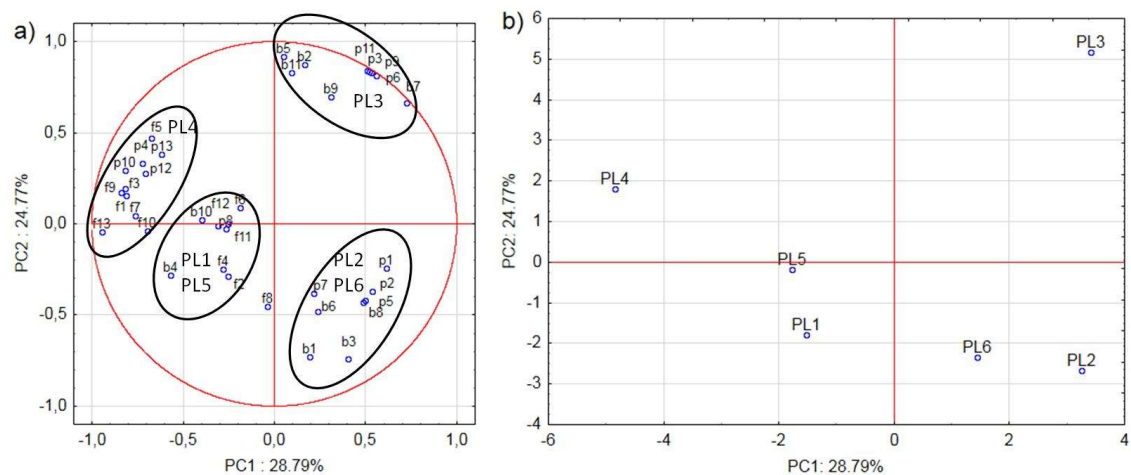 a)
1,0
0,5
0,0
-0,5
-1,0
PC2 : 24.77%
b5
b2
b11
b9
p11
p3
p9
p6
b7
PL3
f5
PL4
p4
p13
p10
p12
f9
f3
f1
f7
f13
f10
f12
f6
b10
p8
f11
PL1
PL5
b4
f4
f2
f8
PL2
PL6
p1
p2
p7
p5
b6
b8
b1
b3
-1,0
-0,5
0,0
0,5
1,0
PC1 : 28.79%
b)
6
5
4
3
2
1
0
-1
-2
-3
-4
PC2: 24.77%
PL3
PL4
PL5
PL1
PL6
PL2
-6
-4
-2
0
2
4
PC1: 28.79%